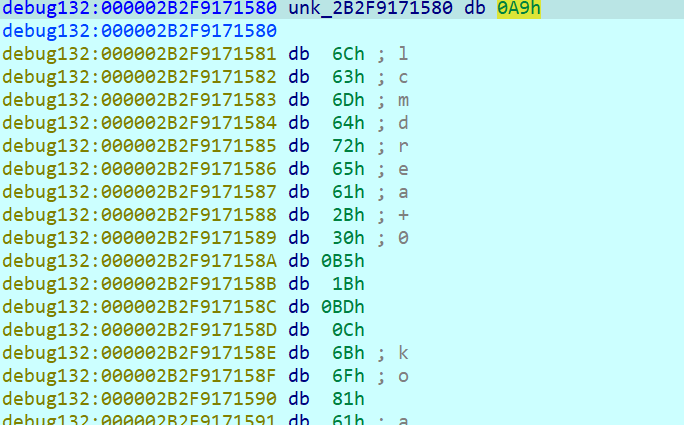 debug132:000002B2F9171580 unk_2B2F9171580 db 0A9h
debug132:000002B2F9171580
debug132:000002B2F9171581 db 6Ch ; l
debug132:000002B2F9171582 db 63h ; c
debug132:000002B2F9171583 db 6Dh ; m
debug132:000002B2F9171584 db 64h ; d
debug132:000002B2F9171585 db 72h ; r
debug132:000002B2F9171586 db 65h ; e
debug132:000002B2F9171587 db 61h ; a
debug132:000002B2F9171588 db 2Bh ; +
debug132:000002B2F9171589 db 30h ; 0
debug132:000002B2F917158A db 0B5h
debug132:000002B2F917158B db 1Bh
debug132:000002B2F917158C db 0BDh
debug132:000002B2F917158D db 0Ch
debug132:000002B2F917158E db 6Bh ; k
debug132:000002B2F917158F db 6Fh ; o
debug132:000002B2F9171590 db 81h
debug132:000002B2F9171591 db 61h ; a